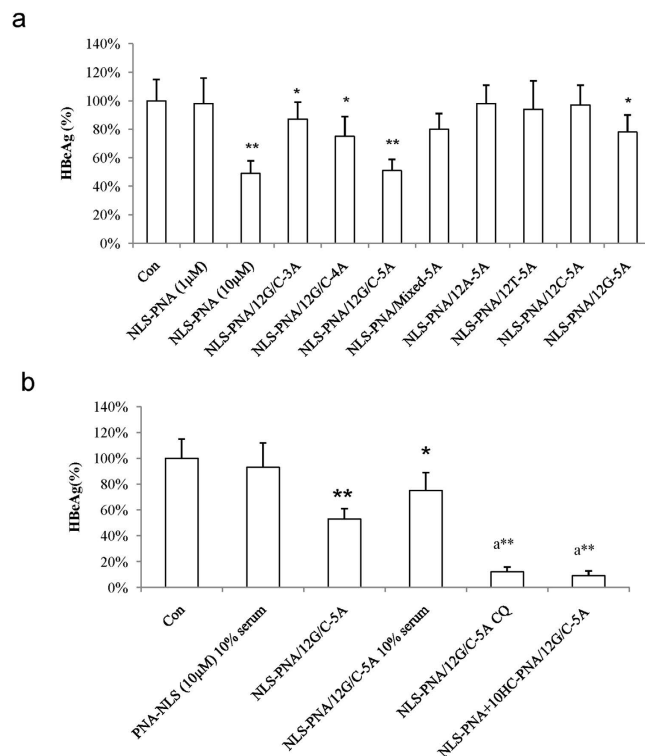 a
140%
120%
100%
80%
60%
40%
20%
0%
HBeAg (%)
**
*
*
**
*
Con
NLS-PNA (1μM)
NLS-PNA (10μM)
NLS-PNA/12G/C-3A
NLS-PNA/12G/C-4A
NLS-PNA/12G/C-5A
NLS-PNA/Mixed-5A
NLS-PNA/12A-5A
NLS-PNA/12T-5A
NLS-PNA/12C-5A
NLS-PNA/12G-5A
b
140%
120%
100%
80%
60%
40%
20%
0%
HBeAg(%)
**
*
a**
a**
Con
PNA-NLS (10μM) 10% serum
NLS-PNA/12G/C-5A
NLS-PNA/12G/C-5A 10% serum
NLS-PNA/12G/C-5A CQ
NLS-PNA+10HC-PNA/12G/C-5A